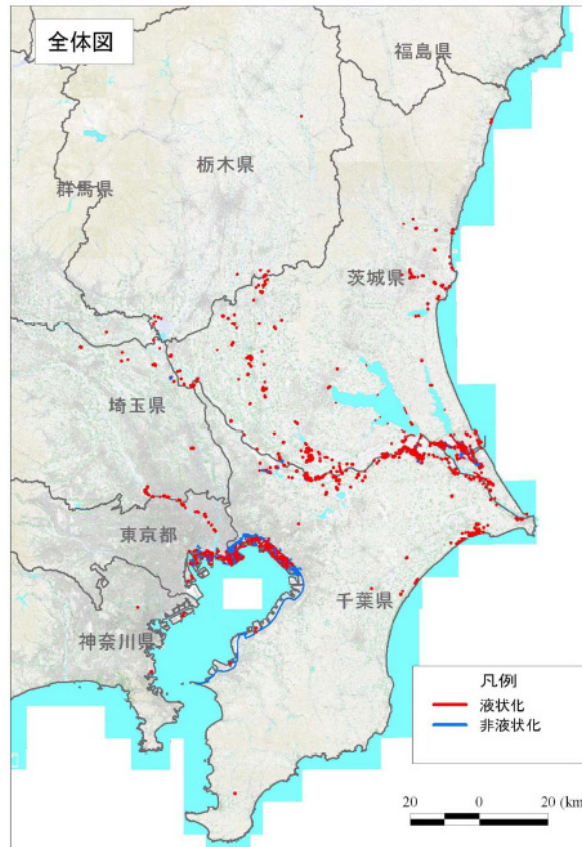 全体図
福島県
栃木県
群馬県
茨城県
埼玉県
東京都
千葉県
神奈川県
凡例
液状化
非液状化
20 0 20 (km